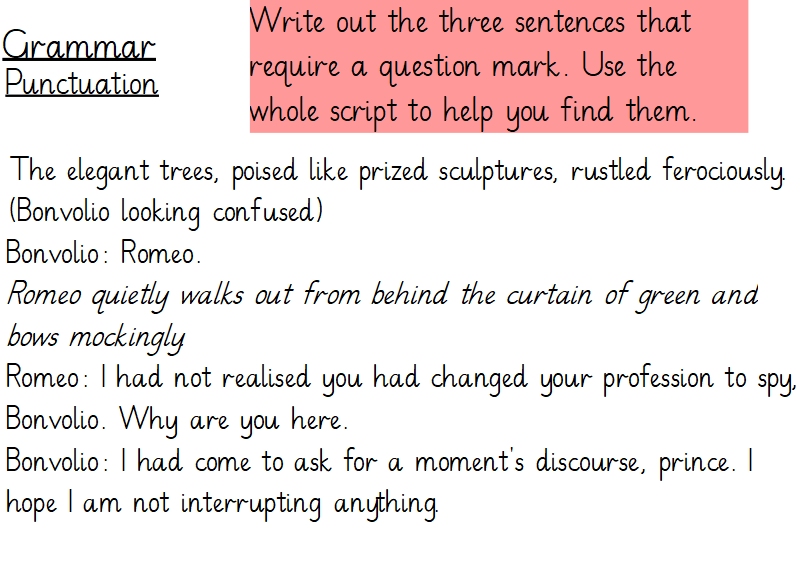 Grammar
Punctuation
Write out the three sentences that
require a question mark. Use the
whole script to help you find them.
The elegant trees, poised like prized sculptures, rustled ferociously.
(Bonvolio looking confused)
Bonvolio: Romeo.
Romeo quietly walks out from behind the curtain of green and
bows mockingly
Romeo: I had not realised you had changed your profession to spy,
Bonvolio. Why are you here.
Bonvolio: I had come to ask for a moment's discourse, prince. I
hope I am not interrupting anything.